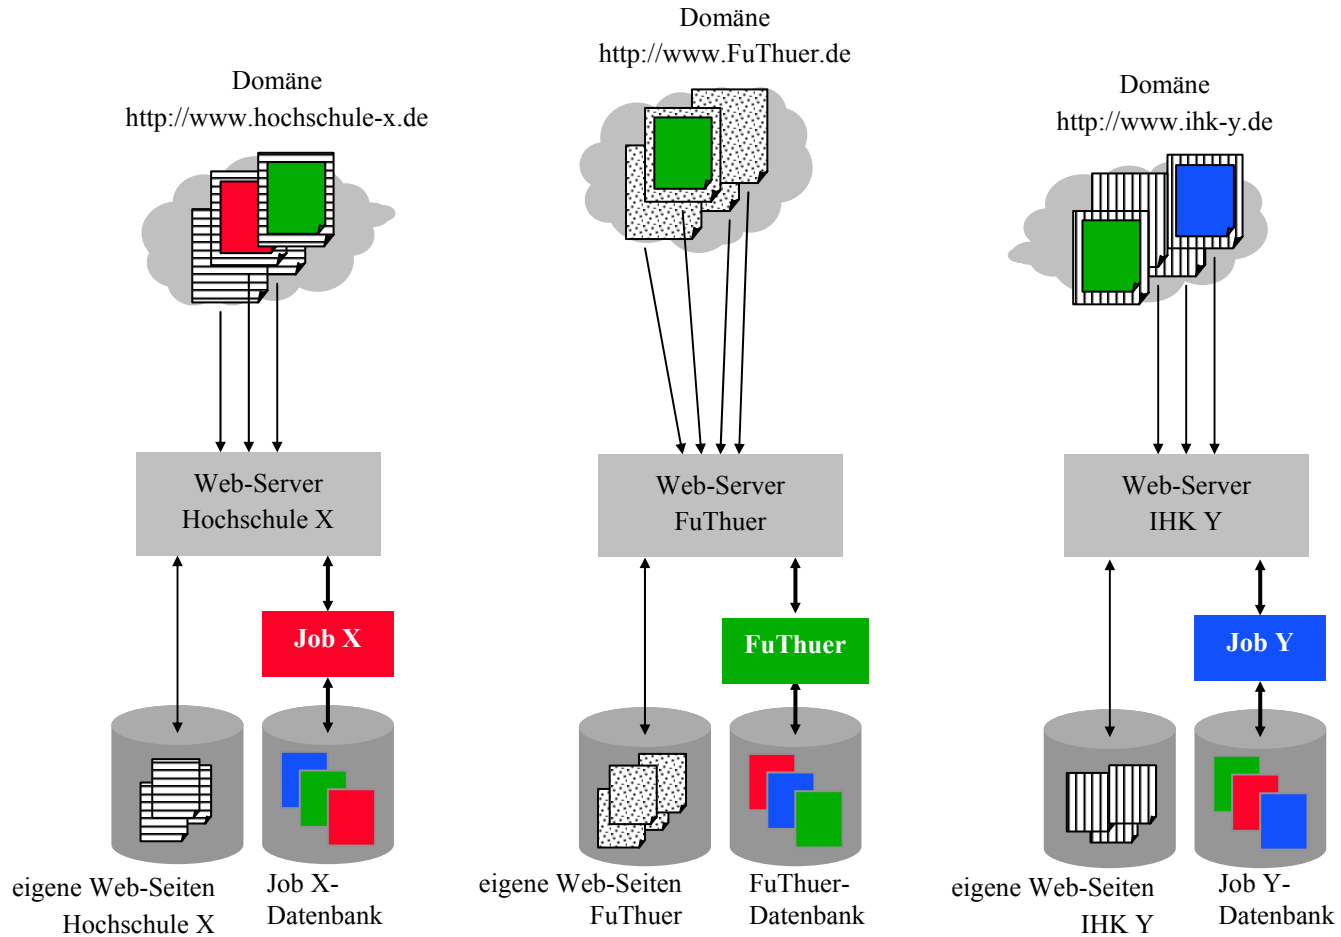 Domäne
http://www.FuThuer.de
Domäne
http://www.hochschule-x.de
Domäne
http://www.ihk-y.de
Web-Server
Hochschule X
Web-Server
FuThuer
Web-Server
IHK Y
Job X
FuThuer
Job Y
eigene Web-Seiten
Hochschule X
Job X-
Datenbank
eigene Web-Seiten
FuThuer
FuThuer-
Datenbank
eigene Web-Seiten
IHK Y
Job Y-
Datenbank